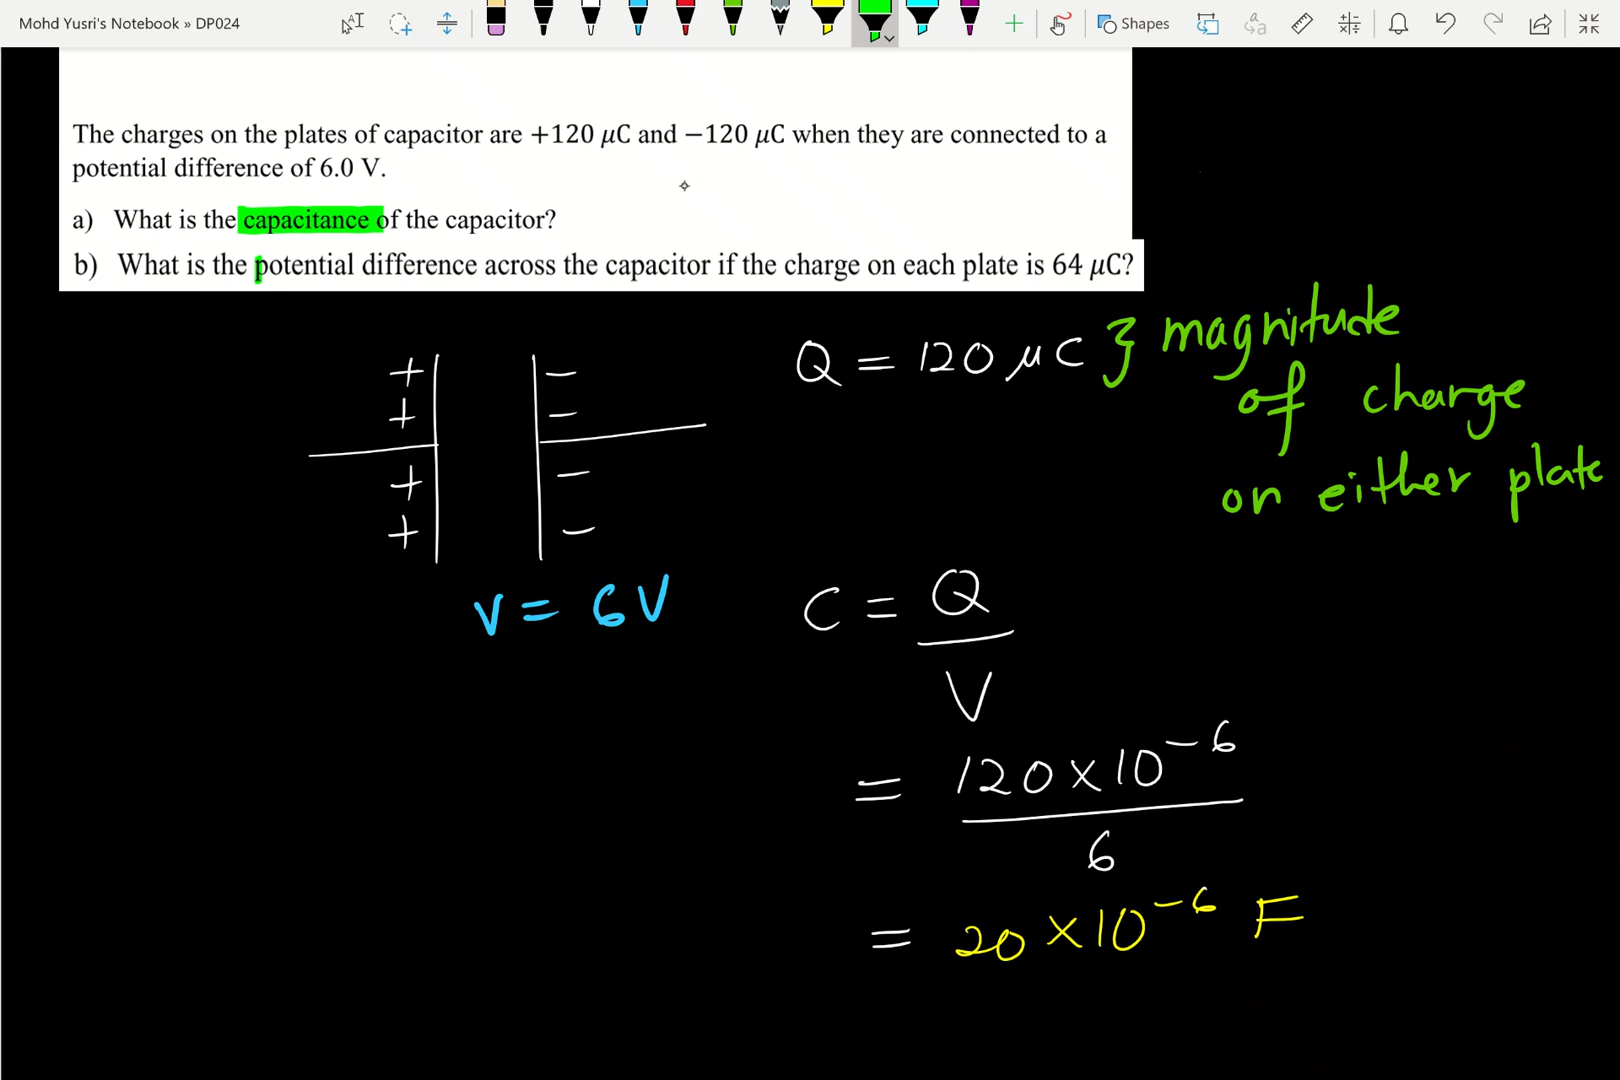 Mohd Yusri's Notebook » DP024
Shapes
The charges on the plates of capacitor are +120 μC and −120 μC when they are connected to a
potential difference of 6.0 V.
a) What is the capacitance of the capacitor?
b) What is the potential difference across the capacitor if the charge on each plate is 64 μC?
Q = 120 μC } magnitude
of charge
on either plate
+ −
+ −
+ −
+ −
V = 6V
C = Q
V
= 120 × 10⁻⁶
6
= 20 × 10⁻⁶ F